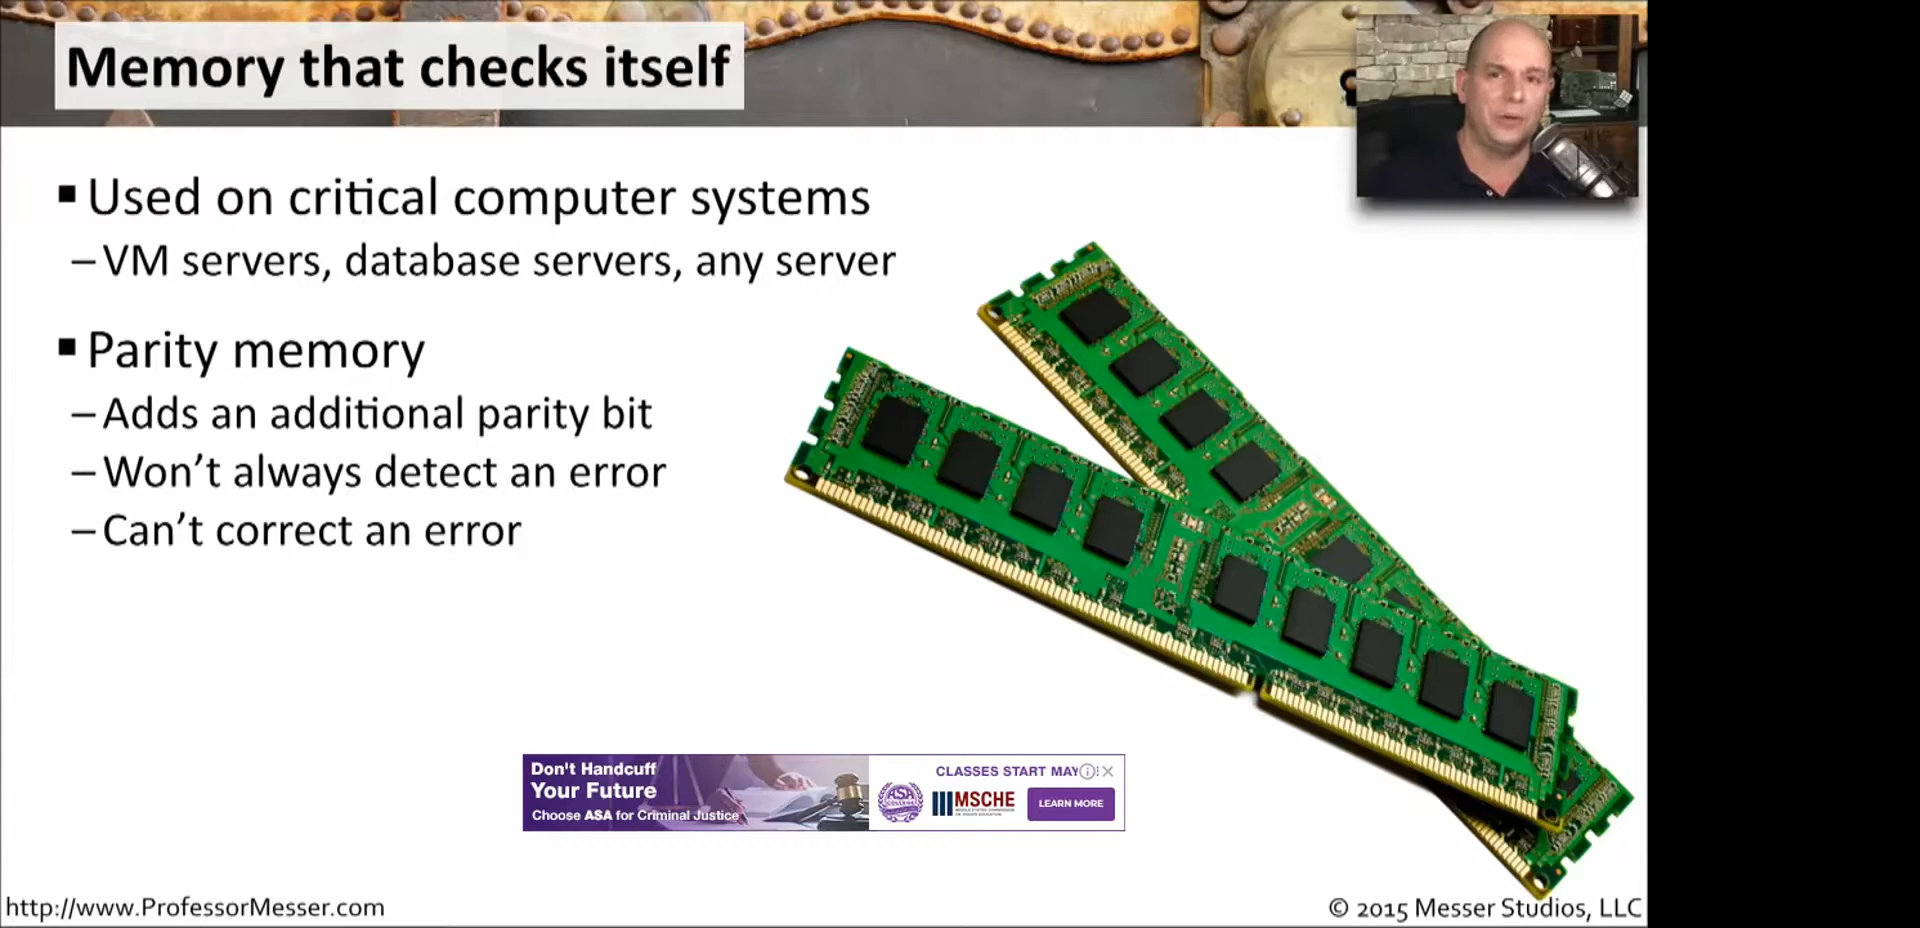 Memory that checks itself
▪ Used on critical computer systems
– VM servers, database servers, any server
▪ Parity memory
– Adds an additional parity bit
– Won’t always detect an error
– Can’t correct an error
Don't Handcuff
Your Future
Choose ASA for Criminal Justice
CLASSES START MAY
ASA
MSCHE
LEARN MORE
http://www.ProfessorMesser.com
© 2015 Messer Studios, LLC